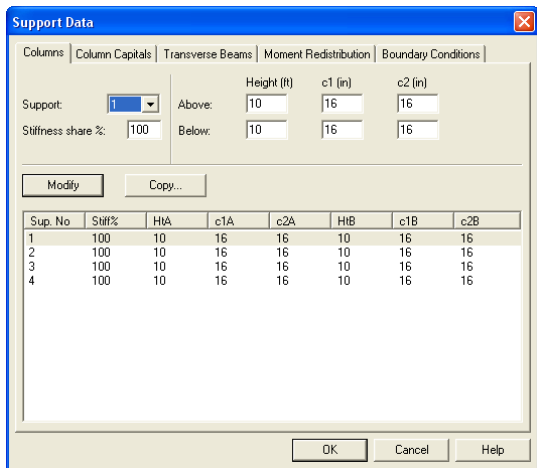 Support Data
Columns Column Capitals Transverse Beams Moment Redistribution Boundary Conditions
Height (ft) c1 (in) c2 (in)
Support: 1 Above: 10 16 16
Stiffness share %: 100 Below: 10 16 16
Modify Copy...
Sup. No Stiff% HtA c1A c2A HtB c1B c2B
1 100 10 16 16 10 16 16
2 100 10 16 16 10 16 16
3 100 10 16 16 10 16 16
4 100 10 16 16 10 16 16
OK Cancel Help